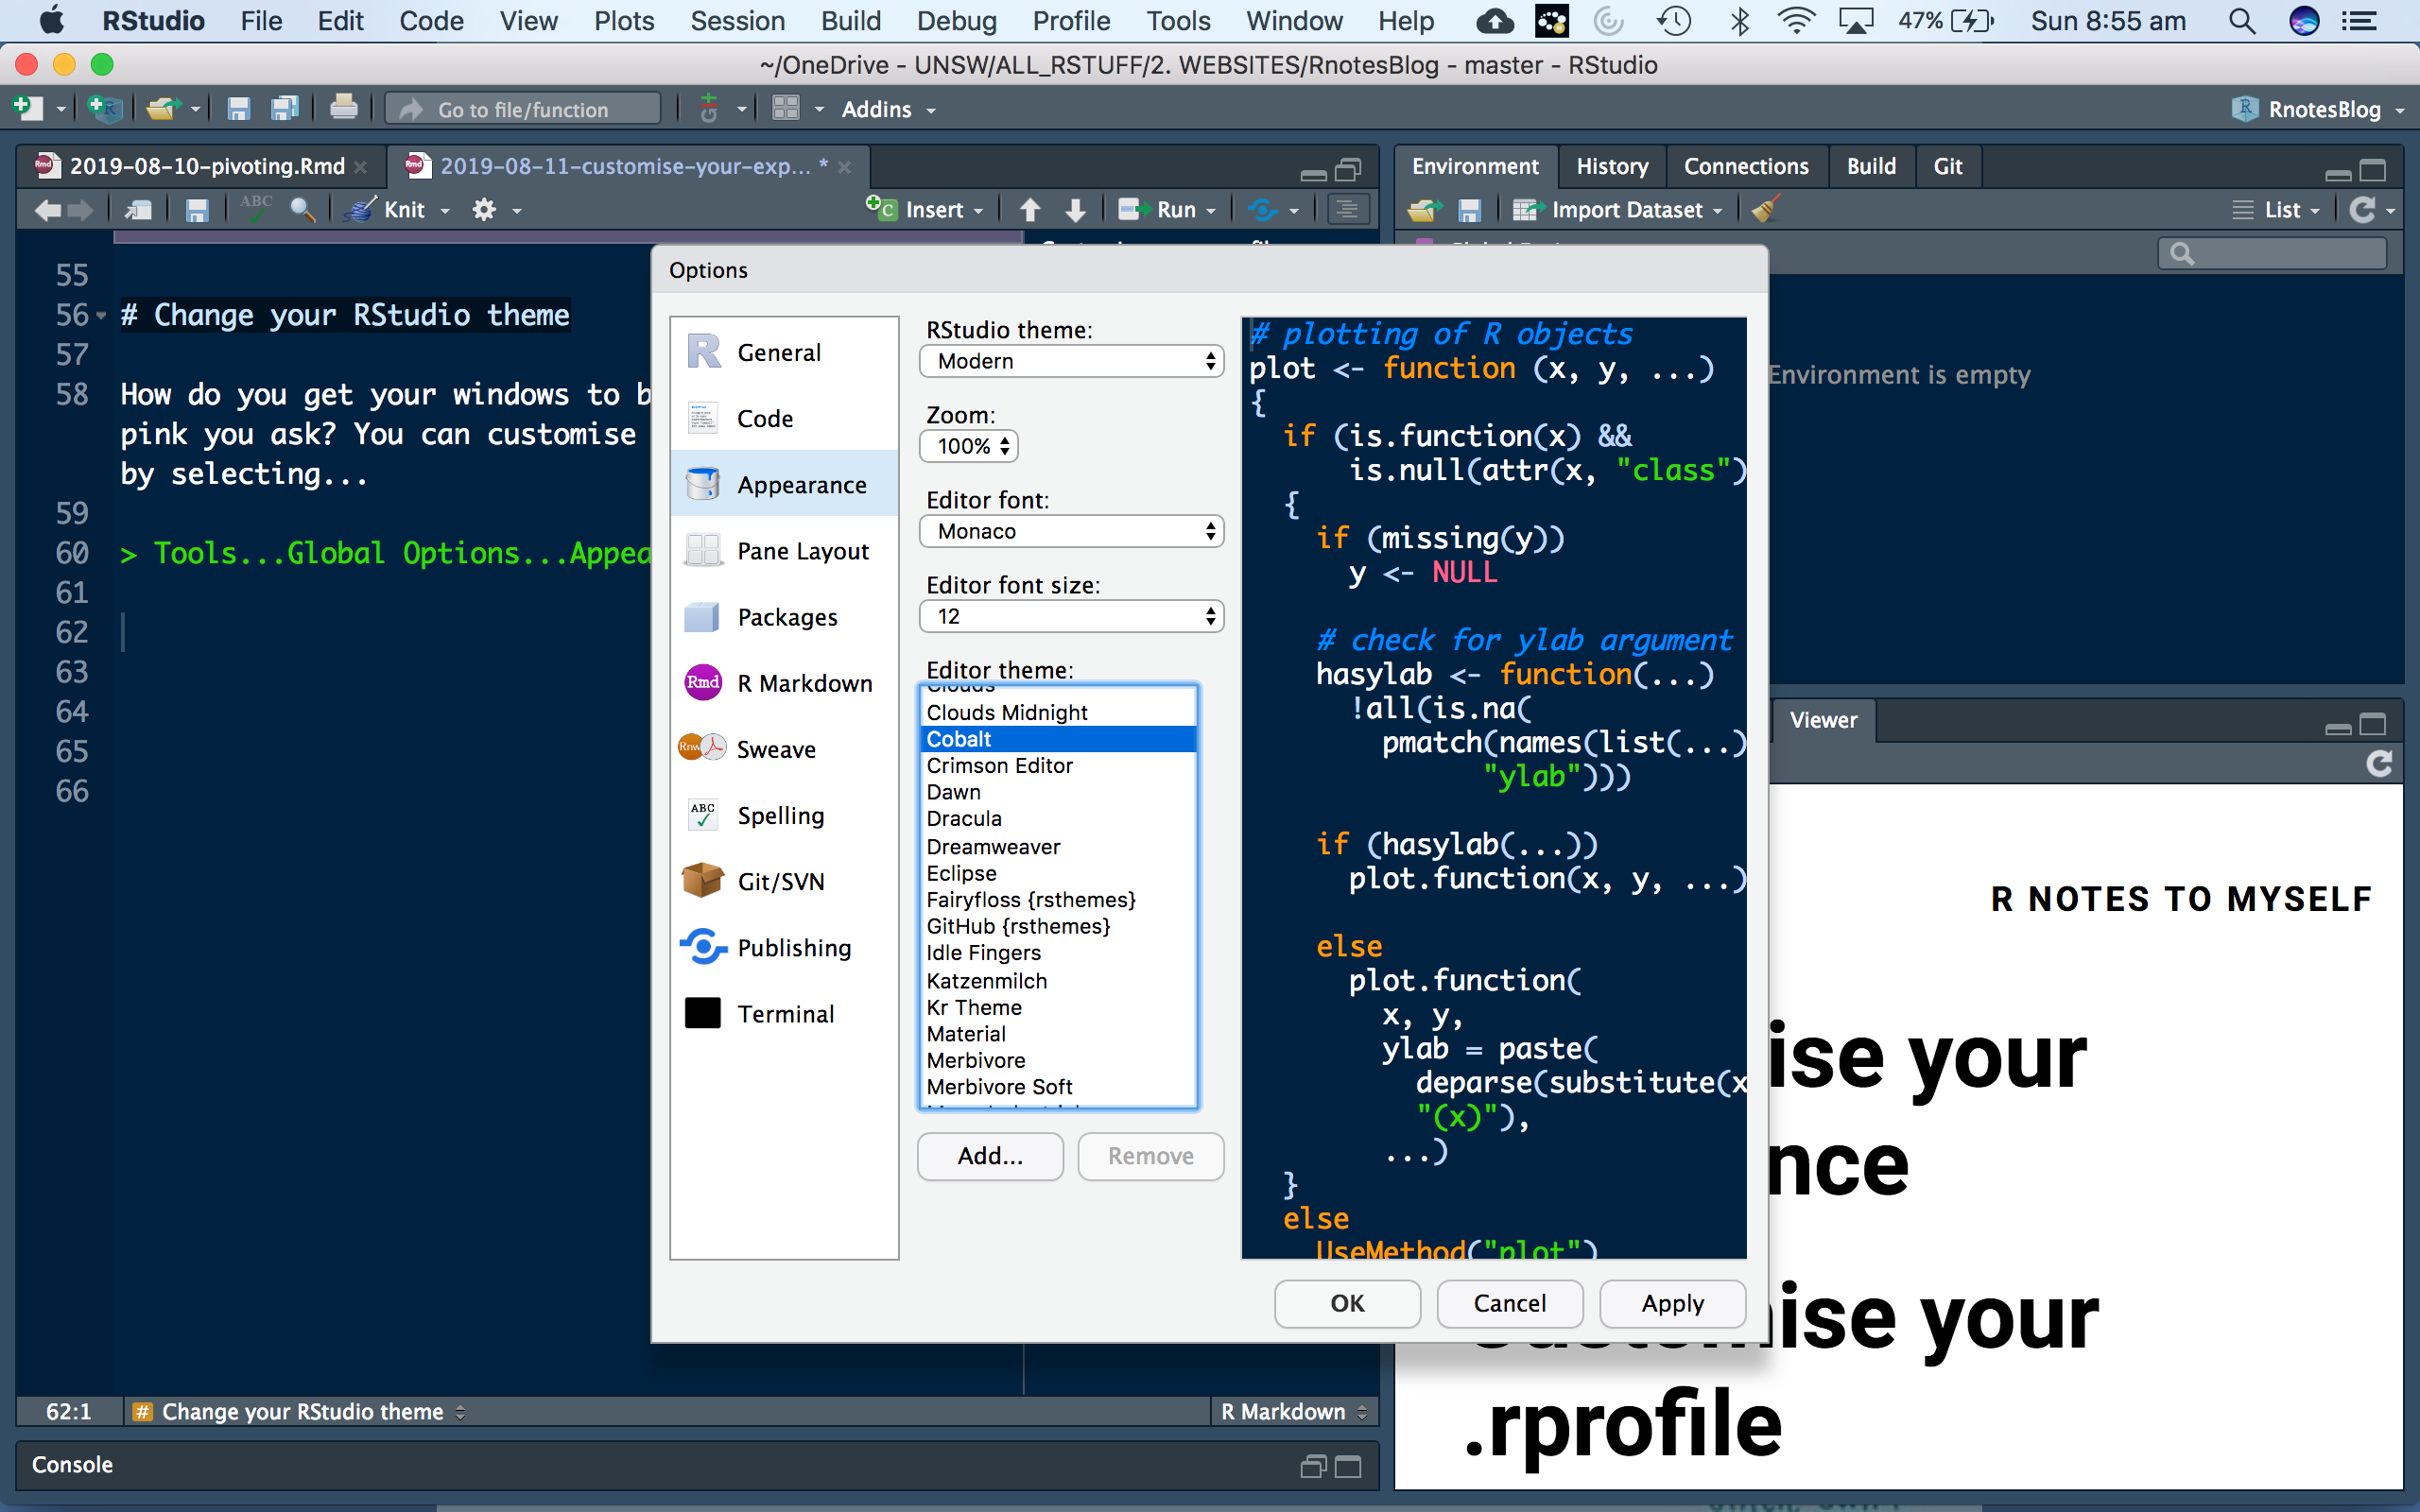 RStudio File Edit Code View Plots Session Build Debug Profile Tools Window Help 47% Sun 8:55 am
~/OneDrive - UNSW/ALL_RSTUFF/2. WEBSITES/RnotesBlog - master - RStudio
Go to file/function Addins RnotesBlog
2019-08-10-pivoting.Rmd 2019-08-11-customise-your-exp... *
ABC Knit Insert Run
55
56 # Change your RStudio theme
57
58 How do you get your windows to b
pink you ask? You can customise
by selecting...
59
60 > Tools...Global Options...Appea
61
62
63
64
65
66
62:1 # Change your RStudio theme R Markdown
Console
Environment History Connections Build Git
Import Dataset List
Environment is empty
Options
General
Code
Appearance
Pane Layout
Packages
Rmd R Markdown
Rnw Sweave
ABC Spelling
Git/SVN
Publishing
Terminal
RStudio theme:
Modern
Zoom:
100%
Editor font:
Monaco
Editor font size:
12
Editor theme:
Clouds
Clouds Midnight
Cobalt
Crimson Editor
Dawn
Dracula
Dreamweaver
Eclipse
Fairyfloss {rsthemes}
GitHub {rsthemes}
Idle Fingers
Katzenmilch
Kr Theme
Material
Merbivore
Merbivore Soft
Add... Remove
# plotting of R objects
plot <- function (x, y, ...)
{
if (is.function(x) &&
is.null(attr(x, "class")
{
if (missing(y))
y <- NULL
# check for ylab argument
hasylab <- function(...)
!all(is.na(
pmatch(names(list(...)
"ylab")))
if (hasylab(...))
plot.function(x, y, ...)
else
plot.function(
x, y,
ylab = paste(
deparse(substitute(x
"(x)"),
...)
}
else
UseMethod("plot")
OK Cancel Apply
Viewer
R NOTES TO MYSELF
ise your
nce
customise your
.rprofile